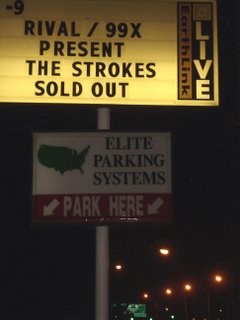 -9
RIVAL / 99X
PRESENT
THE STROKES
SOLD OUT
EarthLink
LIVE
ELITE
PARKING
SYSTEMS
PARK HERE